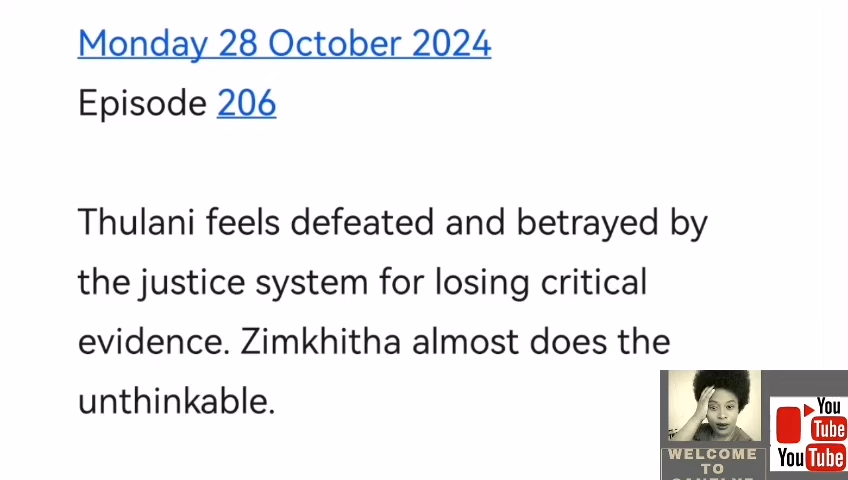 Monday 28 October 2024
Episode 206
Thulani feels defeated and betrayed by
the justice system for losing critical
evidence. Zimkhitha almost does the
unthinkable.
You
Tube
YouTube
WELCOME
TO